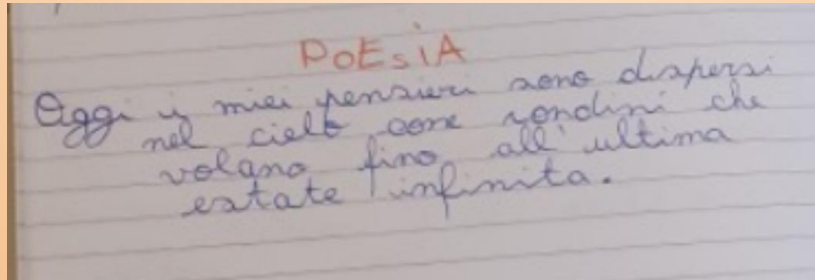 POESIA
Oggi i miei pensieri sono dispersi
nel cielo come rondini che
volano fino all'ultima
estate infinita.